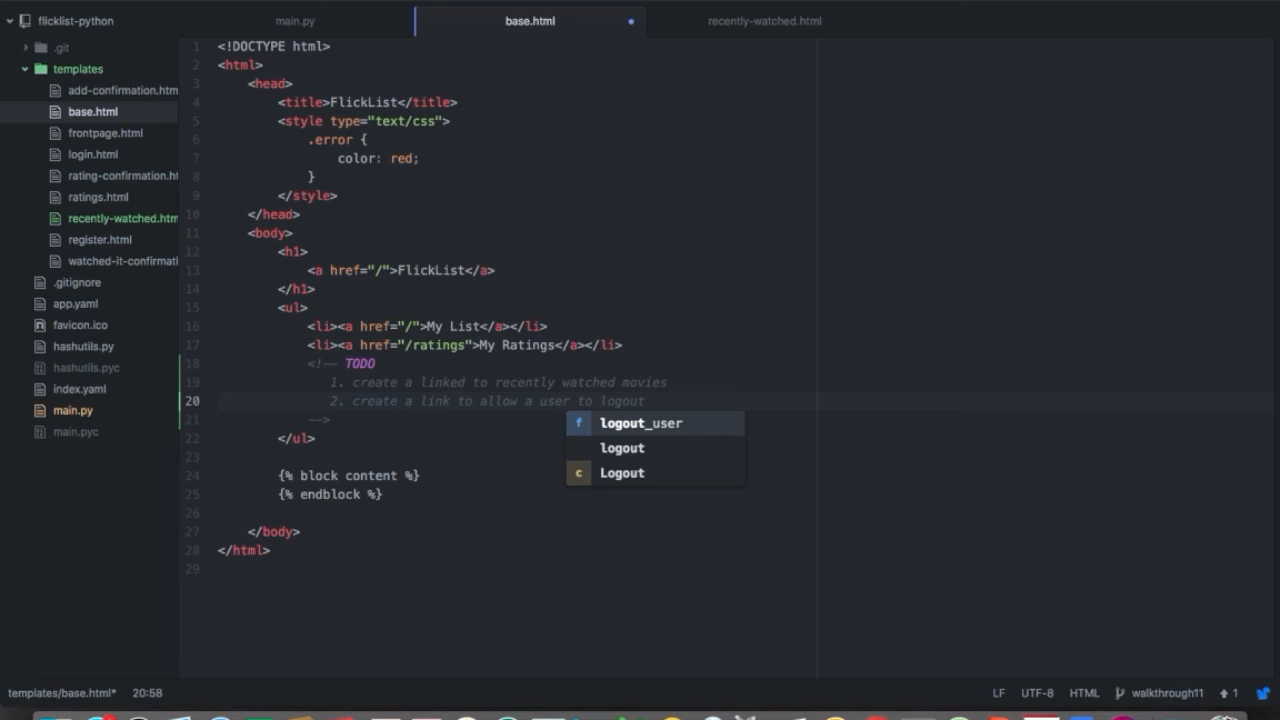 flicklist-python
main.py
base.html
recently-watched.html
.git
templates
add-confirmation.htm
base.html
frontpage.html
login.html
rating-confirmation.ht
ratings.html
recently-watched.htm
register.html
watched-it-confirmati
.gitignore
app.yaml
favicon.ico
hashutils.py
hashutils.pyc
index.yaml
main.py
main.pyc
1 <!DOCTYPE html>
2 <html>
3 <head>
4 <title>FlickList</title>
5 <style type="text/css">
6 .error {
7 color: red;
8 }
9 </style>
10 </head>
11 <body>
12 <h1>
13 <a href="/">FlickList</a>
14 </h1>
15 <ul>
16 <li><a href="/">My List</a></li>
17 <li><a href="/ratings">My Ratings</a></li>
18 <!-- TODO
19 1. create a linked to recently watched movies
20 2. create a link to allow a user to logout
21 -->
22 </ul>
23
24 {% block content %}
25 {% endblock %}
26
27 </body>
28 </html>
29
f logout_user
logout
c Logout
templates/base.html* 20:58
LF UTF-8 HTML walkthrough11 1